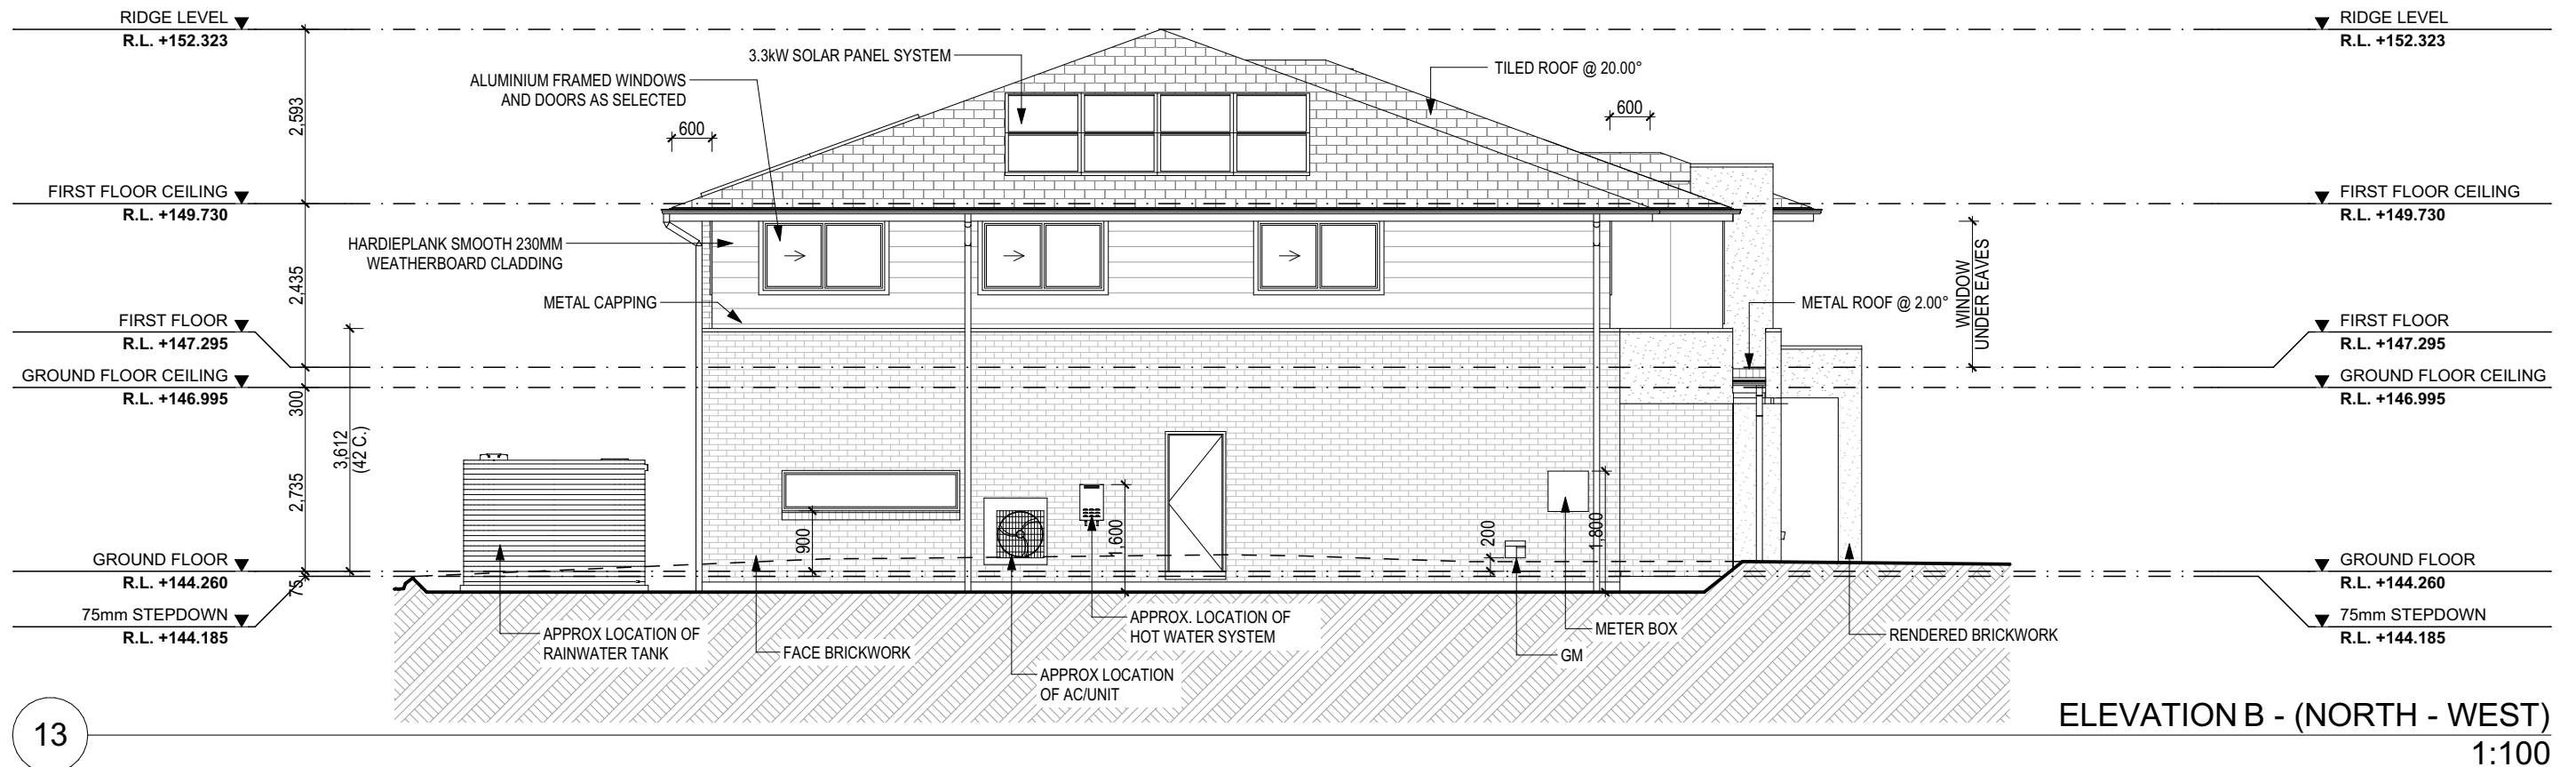 RIDGE LEVEL
R.L. +152.323
FIRST FLOOR CEILING
R.L. +149.730
FIRST FLOOR
R.L. +147.295
GROUND FLOOR CEILING
R.L. +146.995
GROUND FLOOR
R.L. +144.260
75mm STEPDOWN
R.L. +144.185
2,593
2,435
300
2,735
75
3,612
(42 C.)
3.3kW SOLAR PANEL SYSTEM
ALUMINIUM FRAMED WINDOWS
AND DOORS AS SELECTED
600
HARDIEPLANK SMOOTH 230MM
WEATHERBOARD CLADDING
METAL CAPPING
TILED ROOF @ 20.00°
600
METAL ROOF @ 2.00°
WINDOW
UNDER EAVES
900
1,600
200
1,800
APPROX LOCATION OF
RAINWATER TANK
FACE BRICKWORK
APPROX LOCATION
OF AC/UNIT
APPROX. LOCATION OF
HOT WATER SYSTEM
GM
METER BOX
RENDERED BRICKWORK
RIDGE LEVEL
R.L. +152.323
FIRST FLOOR CEILING
R.L. +149.730
FIRST FLOOR
R.L. +147.295
GROUND FLOOR CEILING
R.L. +146.995
GROUND FLOOR
R.L. +144.260
75mm STEPDOWN
R.L. +144.185
13
ELEVATION B - (NORTH - WEST)
1:100